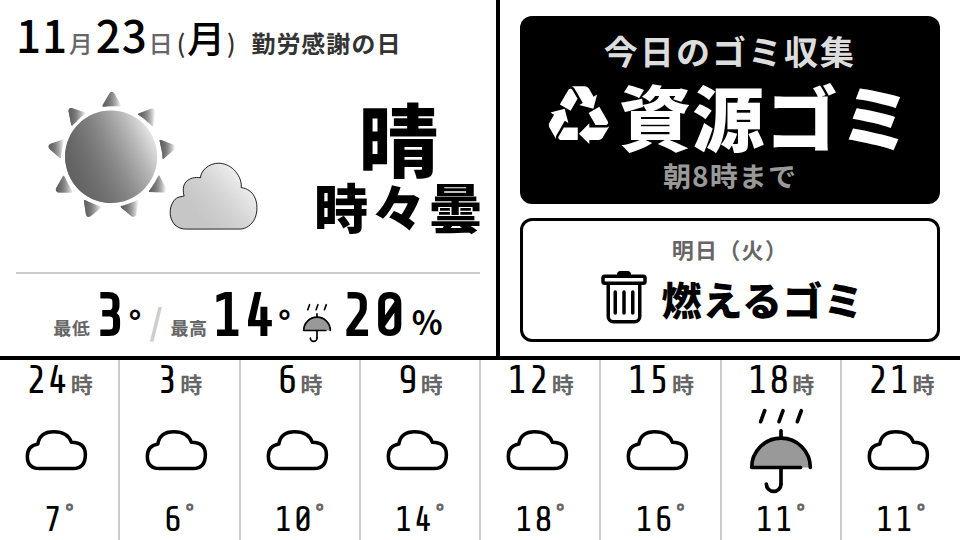 11月23日(月) 勤労感謝の日
晴
時々曇
最低 3° / 最高 14° 20%
今日のゴミ収集
資源ゴミ
朝8時まで
明日（火）
燃えるゴミ
24時 3時 6時 9時 12時 15時 18時 21時
7° 6° 10° 14° 18° 16° 11° 11°